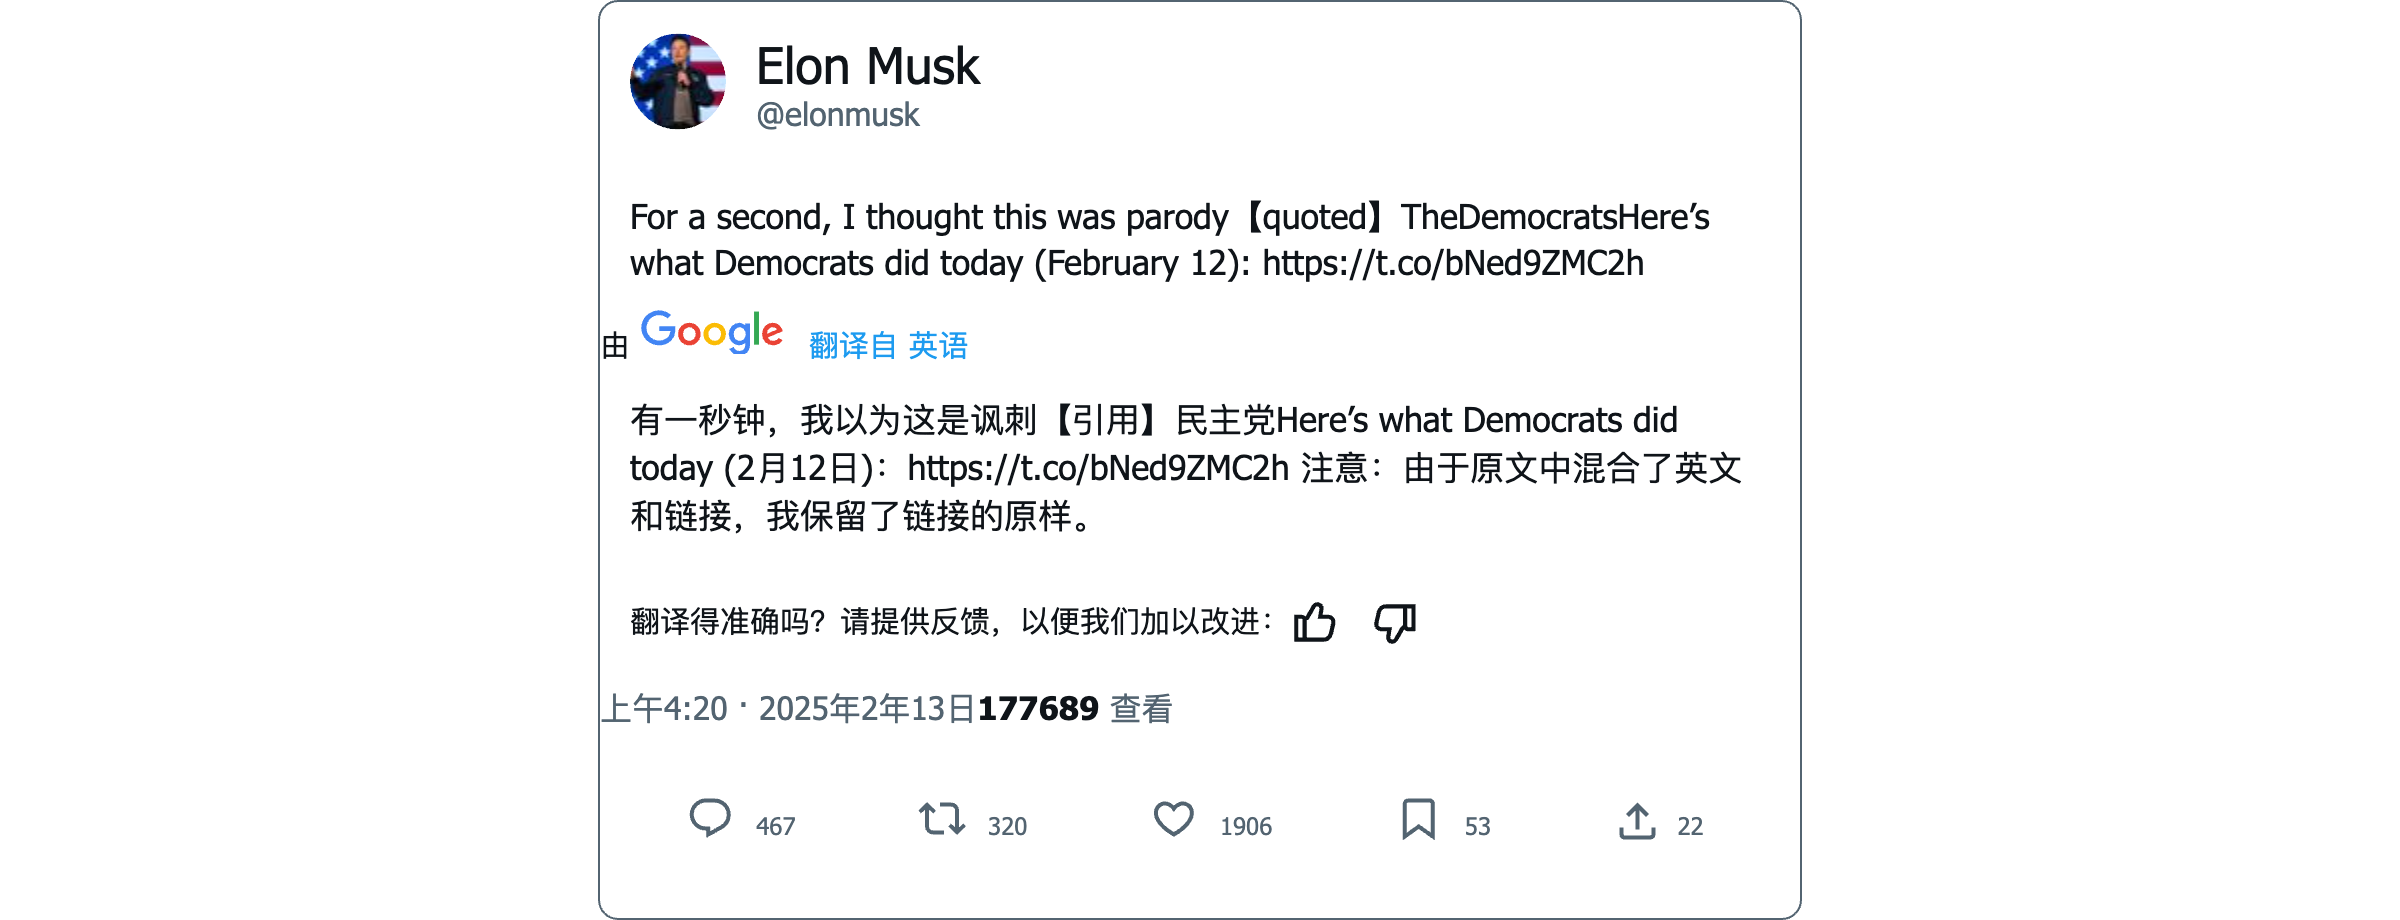 Elon Musk
@elonmusk
For a second, I thought this was parody【quoted】TheDemocratsHere’s
what Democrats did today (February 12): https://t.co/bNed9ZMC2h
由 Google 翻译自 英语
有一秒钟，我以为这是讽刺【引用】民主党Here’s what Democrats did
today (2月12日)：https://t.co/bNed9ZMC2h 注意：由于原文中混合了英文
和链接，我保留了链接的原样。
翻译得准确吗？请提供反馈，以便我们加以改进：
上午4:20 · 2025年2年13日177689 查看
467 320 1906 53 22